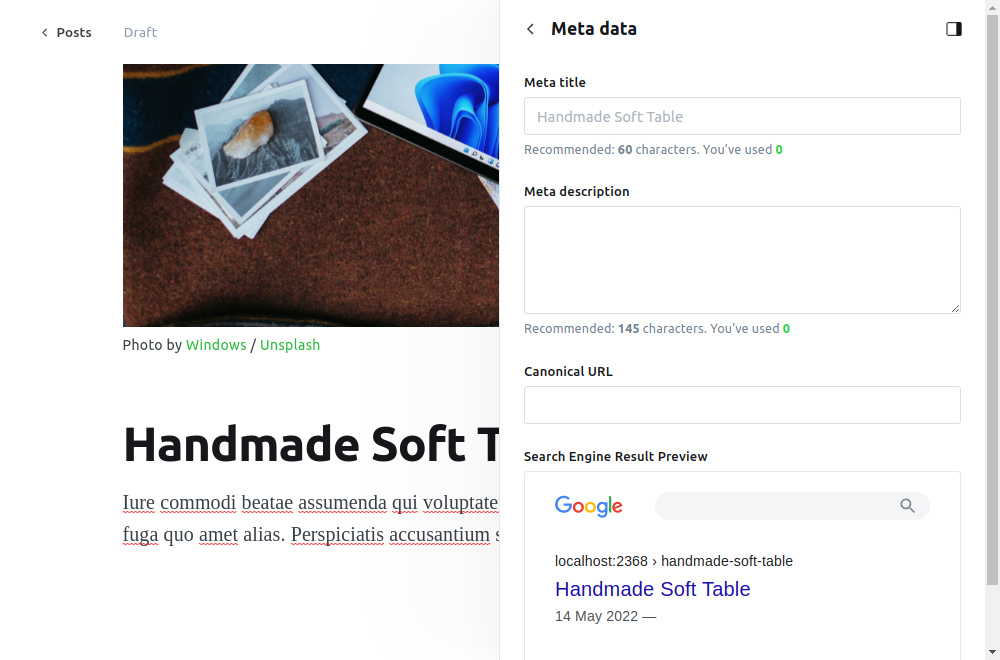 Posts
Draft
Photo by Windows / Unsplash
Handmade Soft T
Iure commodi beatae assumenda qui voluptate
fuga quo amet alias. Perspiciatis accusantium s
Meta data
Meta title
Handmade Soft Table
Recommended: 60 characters. You’ve used 0
Meta description
Recommended: 145 characters. You’ve used 0
Canonical URL
Search Engine Result Preview
Google
localhost:2368 › handmade-soft-table
Handmade Soft Table
14 May 2022 —